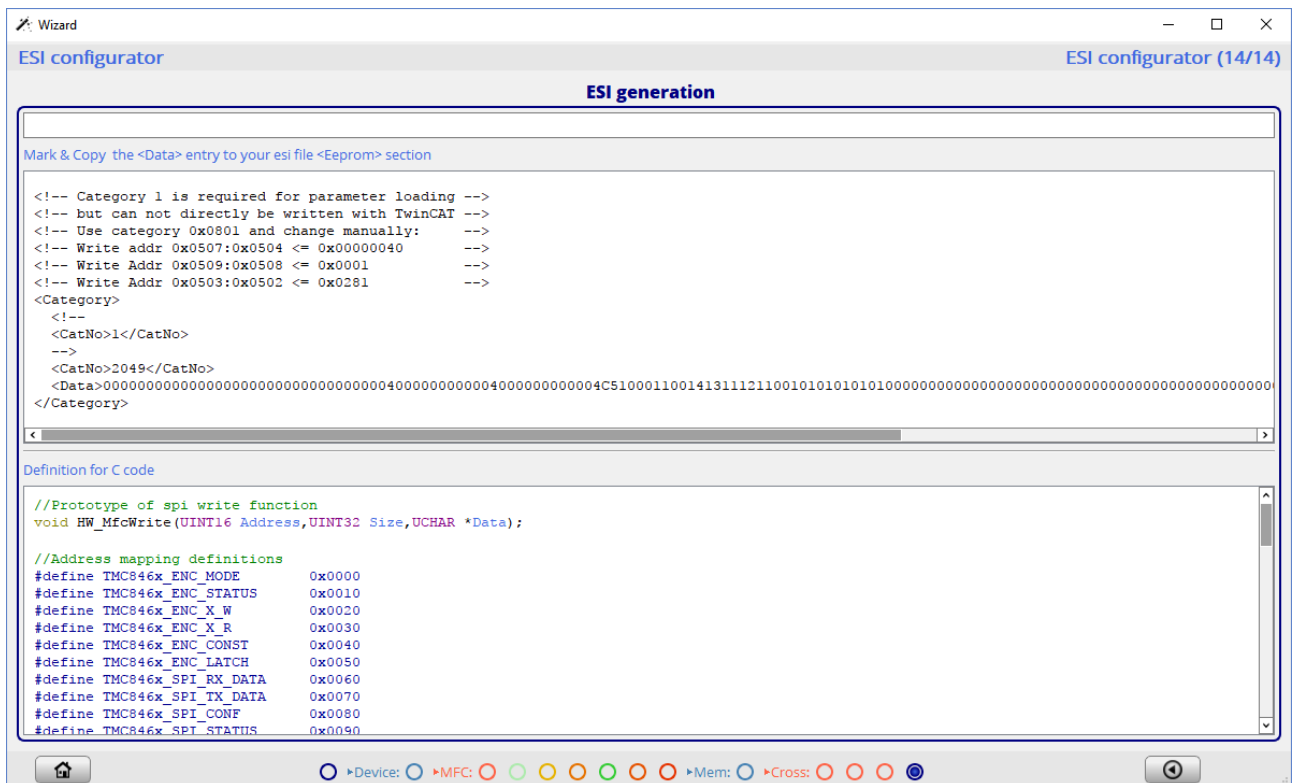 Wizard
ESI configurator
ESI configurator (14/14)
ESI generation
Mark & Copy the <Data> entry to your esi file <Eeprom> section
<!-- Category 1 is required for parameter loading -->
<!-- but can not directly be written with TwinCAT -->
<!-- Use category 0x0801 and change manually: -->
<!-- Write addr 0x0507:0x0504 <= 0x00000040 -->
<!-- Write Addr 0x0509:0x0508 <= 0x0001 -->
<!-- Write Addr 0x0503:0x0502 <= 0x0281 -->
<Category>
<!--
<CatNo>1</CatNo>
-->
<CatNo>2049</CatNo>
<Data>
</Category>
Definition for C code
//Prototype of spi write function
void HW_MfcWrite(UINT16 Address,UINT32 Size,UCHAR *Data);
//Address mapping definitions
#define TMC846x_ENC_MODE 0x0000
#define TMC846x_ENC_STATUS 0x0010
#define TMC846x_ENC_X_W 0x0020
#define TMC846x_ENC_X_R 0x0030
#define TMC846x_ENC_CONST 0x0040
#define TMC846x_ENC_LATCH 0x0050
#define TMC846x_SPI_RX_DATA 0x0060
#define TMC846x_SPI_TX_DATA 0x0070
#define TMC846x_SPI_CONF 0x0080
#define TMC846x_SPI_STATUS 0x0090
Device:
MFC:
Mem:
Cross: